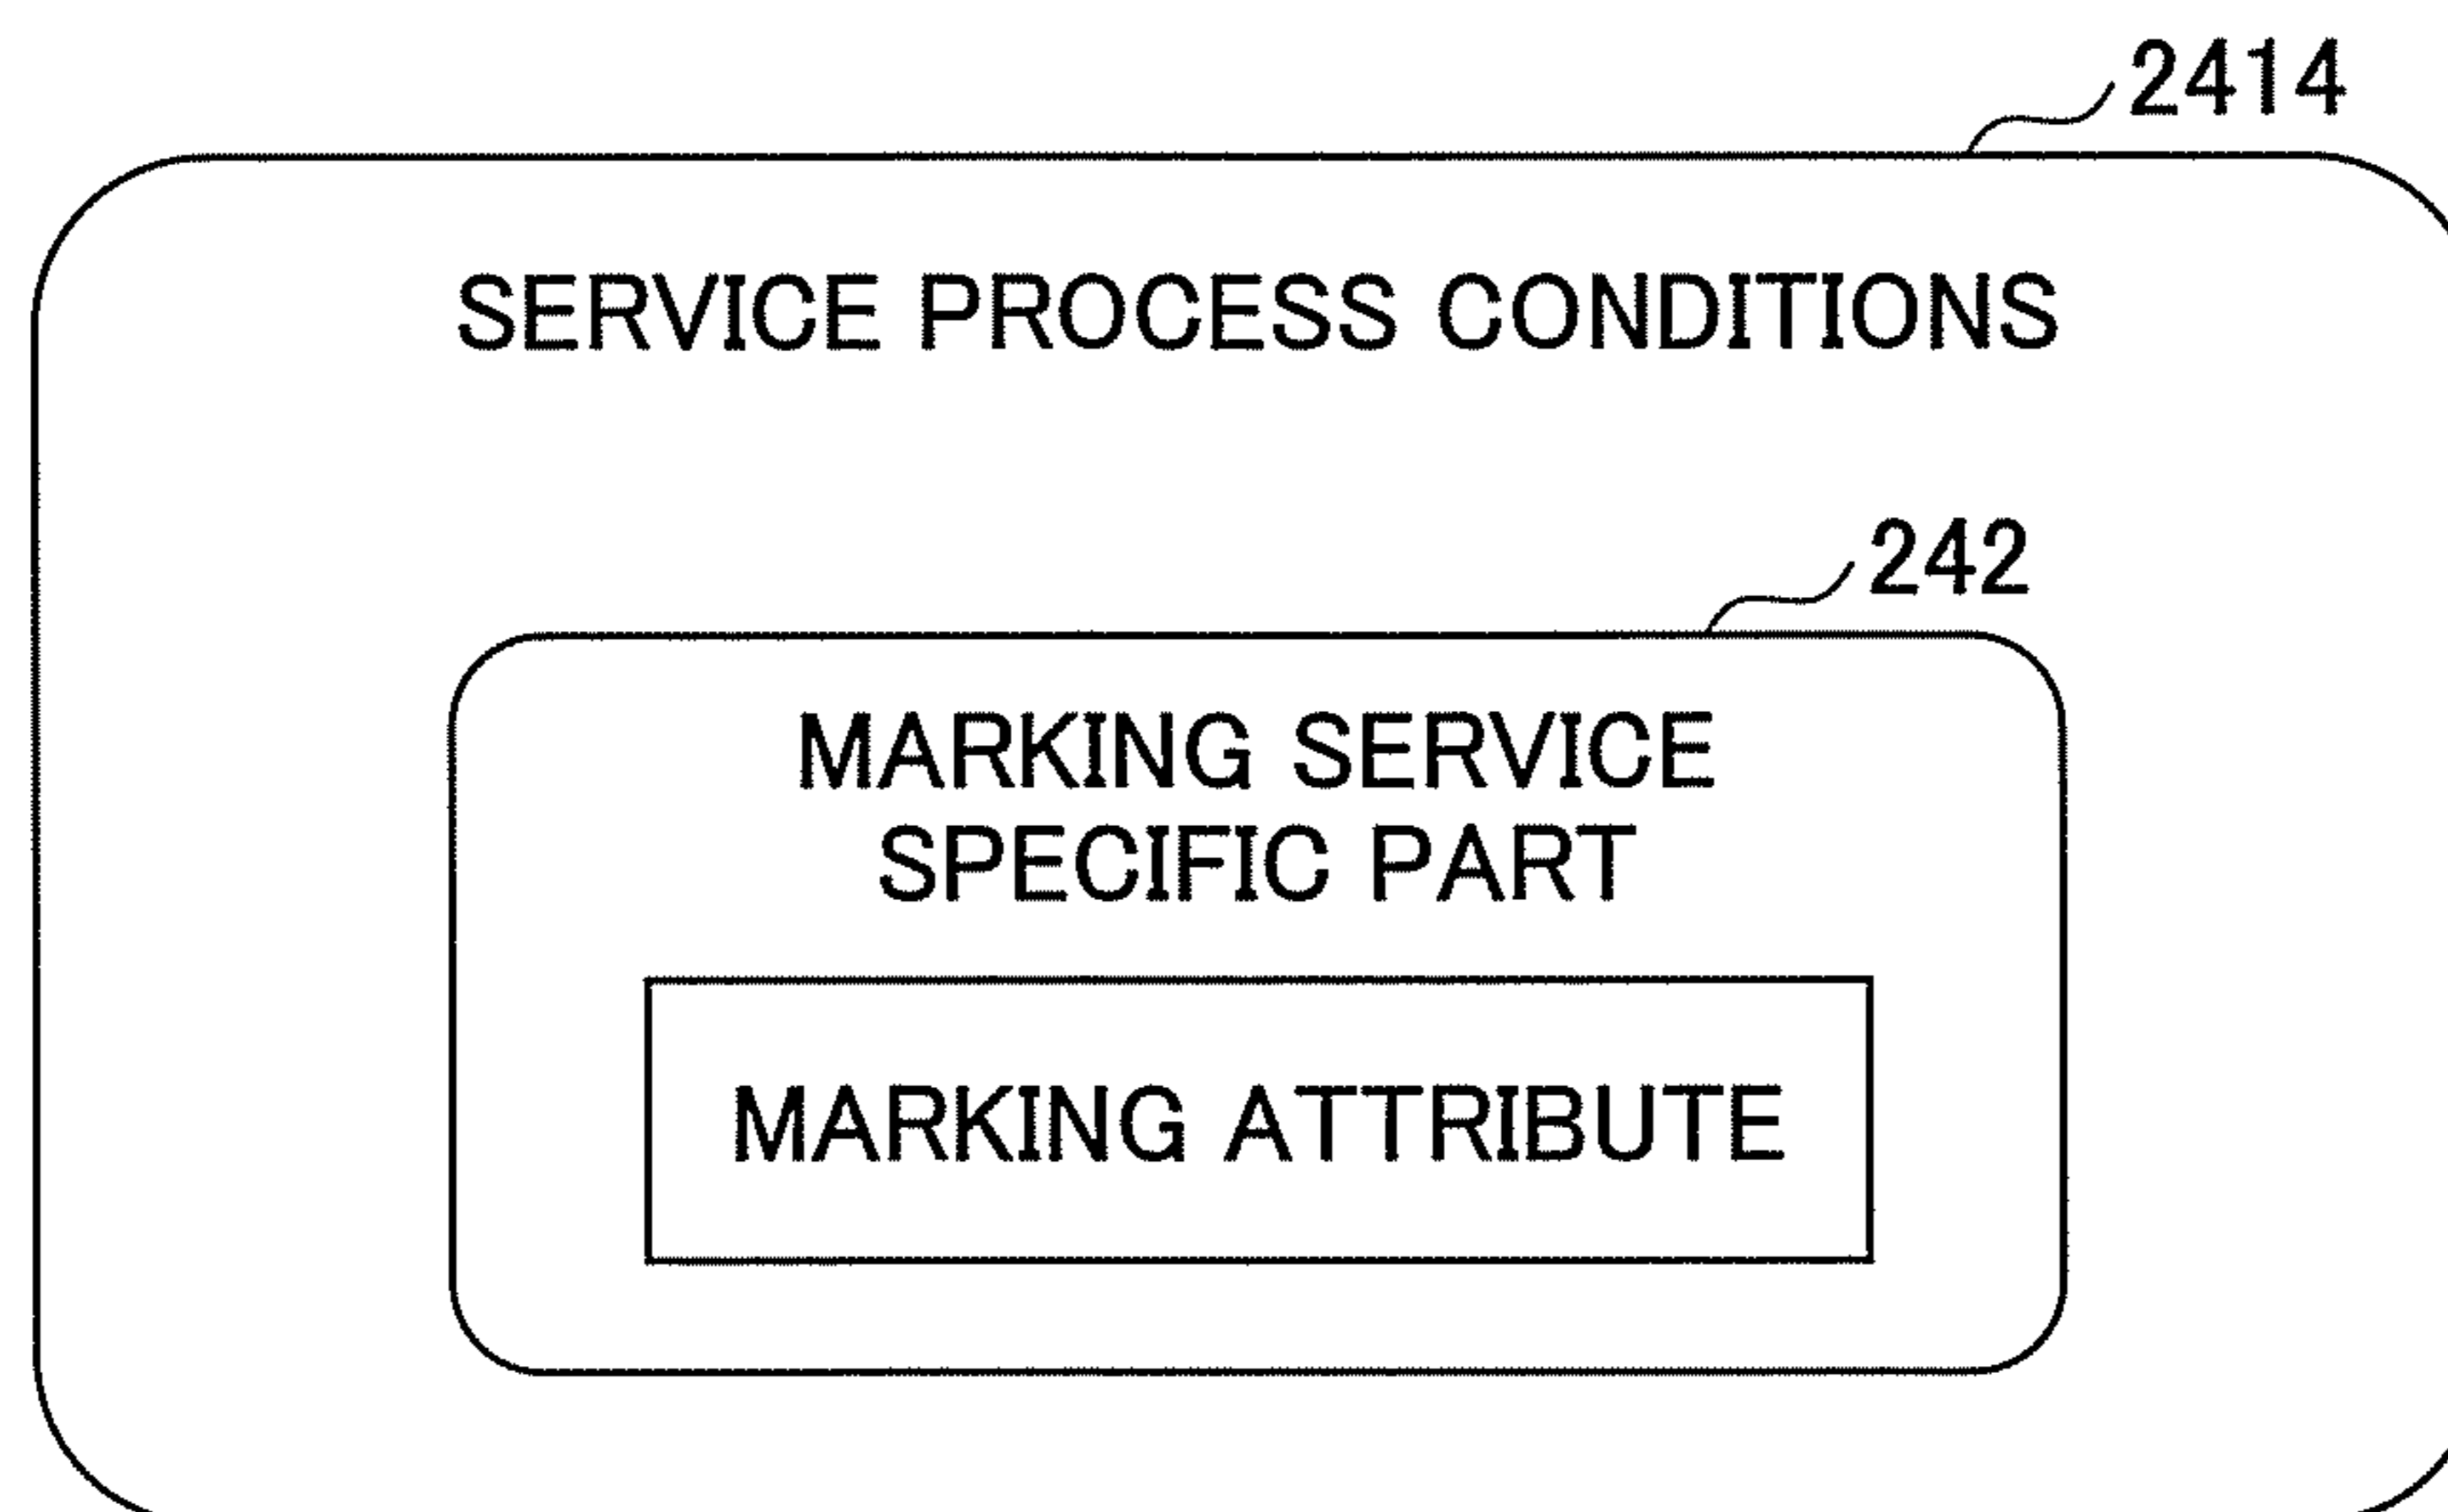 2414
SERVICE PROCESS CONDITIONS
242
MARKING SERVICE
SPECIFIC PART
MARKING ATTRIBUTE